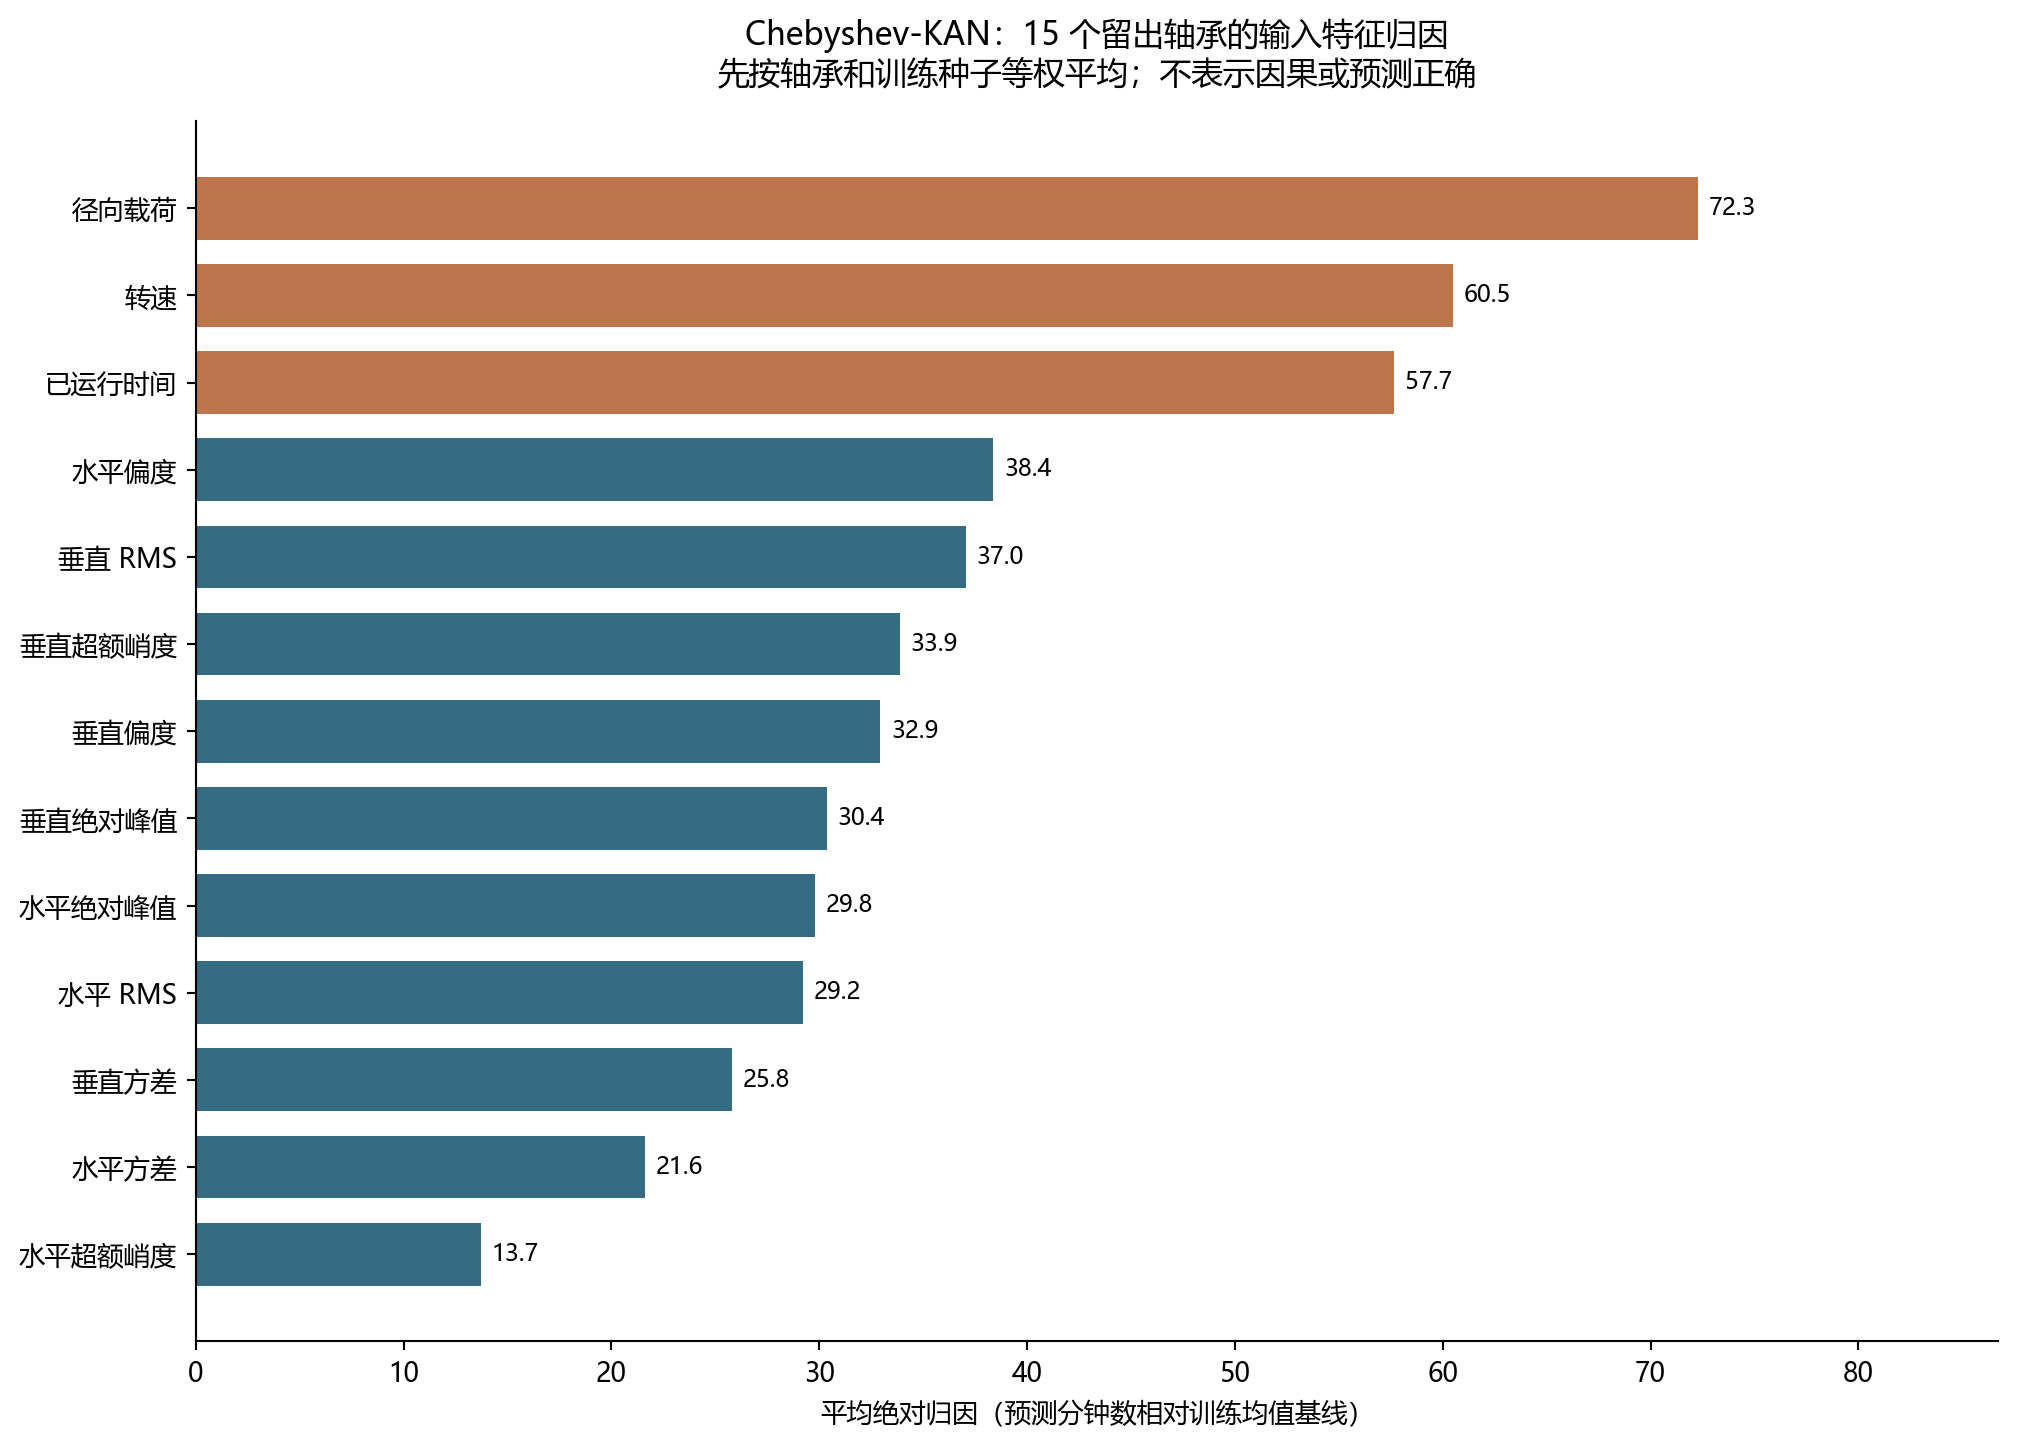 Chebyshev-KAN：15 个留出轴承的输入特征归因
先按轴承和训练种子等权平均；不表示因果或预测正确
径向载荷 72.3
转速 60.5
已运行时间 57.7
水平偏度 38.4
垂直 RMS 37.0
垂直超额峭度 33.9
垂直偏度 32.9
垂直绝对峰值 30.4
水平绝对峰值 29.8
水平 RMS 29.2
垂直方差 25.8
水平方差 21.6
水平超额峭度 13.7
0 10 20 30 40 50 60 70 80
平均绝对归因（预测分钟数相对训练均值基线）